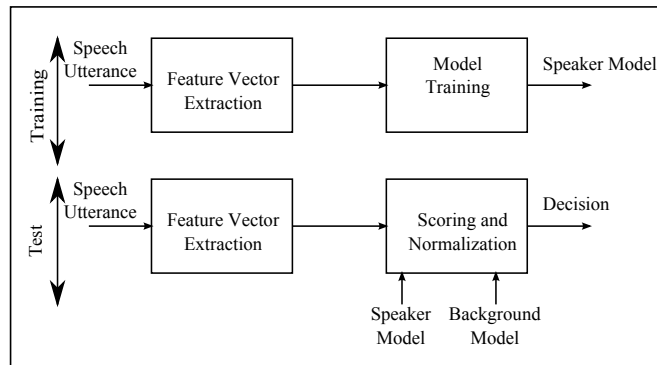 Training
Speech
Utterance
Feature Vector
Extraction
Model
Training
Speaker Model
Test
Speech
Utterance
Feature Vector
Extraction
Scoring and
Normalization
Decision
Speaker
Model
Background
Model